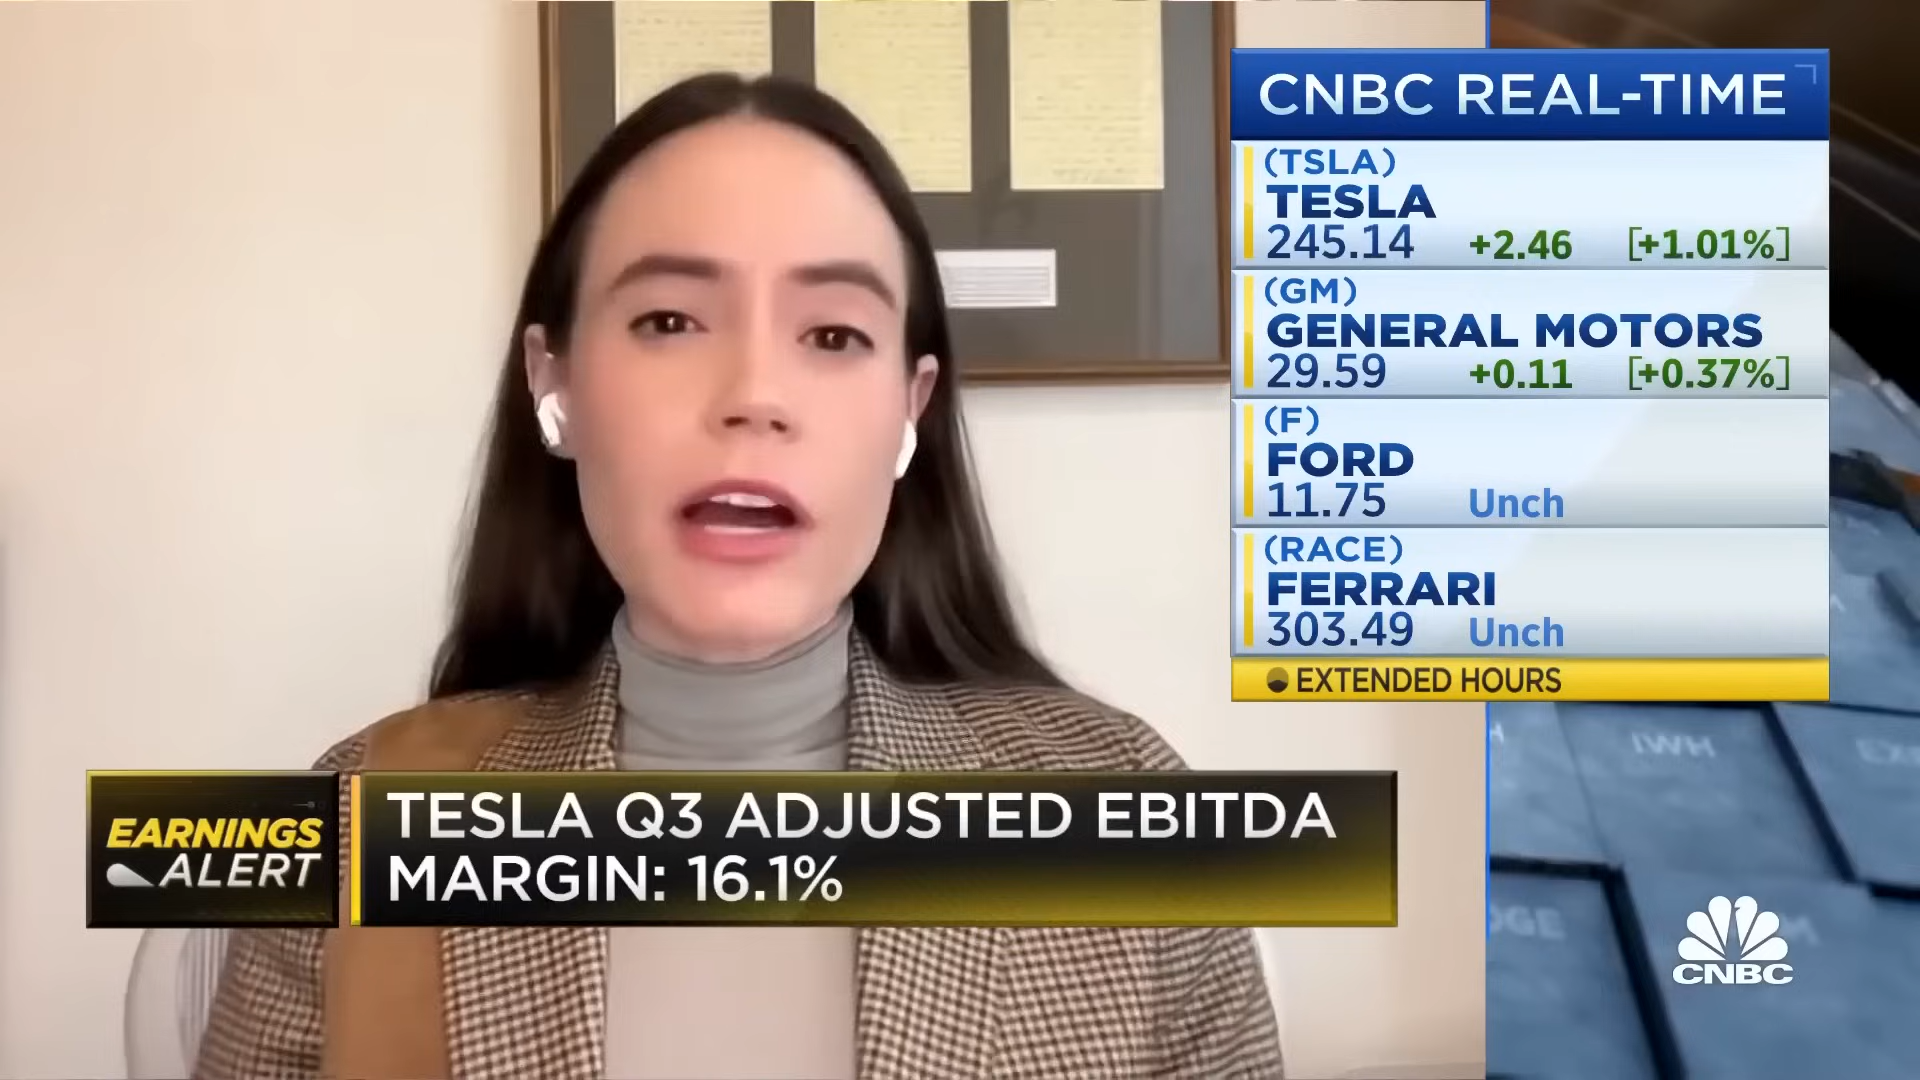 CNBC REAL-TIME
(TSLA)
TESLA
245.14 +2.46 [+1.01%]
(GM)
GENERAL MOTORS
29.59 +0.11 [+0.37%]
(F)
FORD
11.75 Unch
(RACE)
FERRARI
303.49 Unch
EXTENDED HOURS
IWH
EARNINGS
ALERT
TESLA Q3 ADJUSTED EBITDA
MARGIN: 16.1%
CNBC